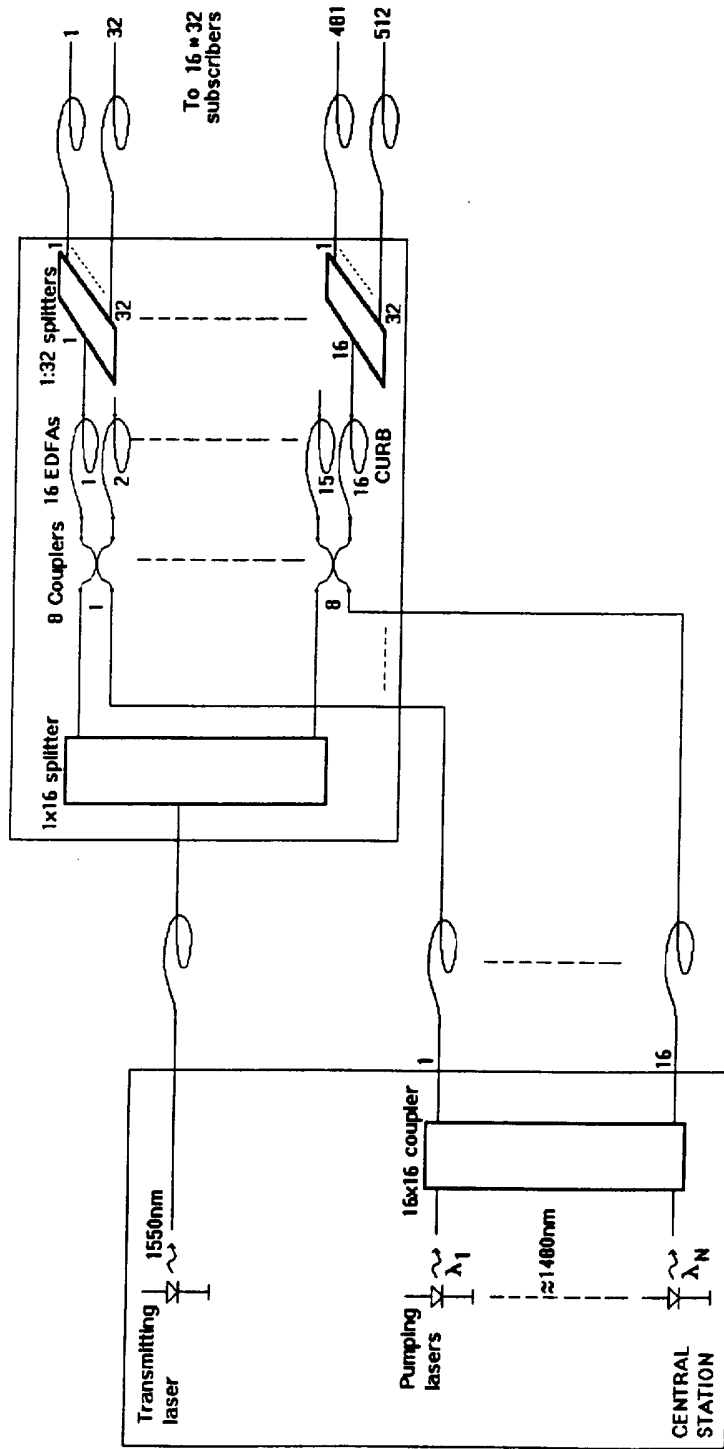 Transmitting
laser
1550nm
Pumping
lasers
λ1
≈1480nm
λN
CENTRAL
STATION
16x16 coupler
1
16
1x16 splitter
8 Couplers
1
8
16 EDFAs
1
2
15
16
CURB
1:32 splitters
1
1
32
16
1
32
1
32
To 16 * 32
subscribers
481
512